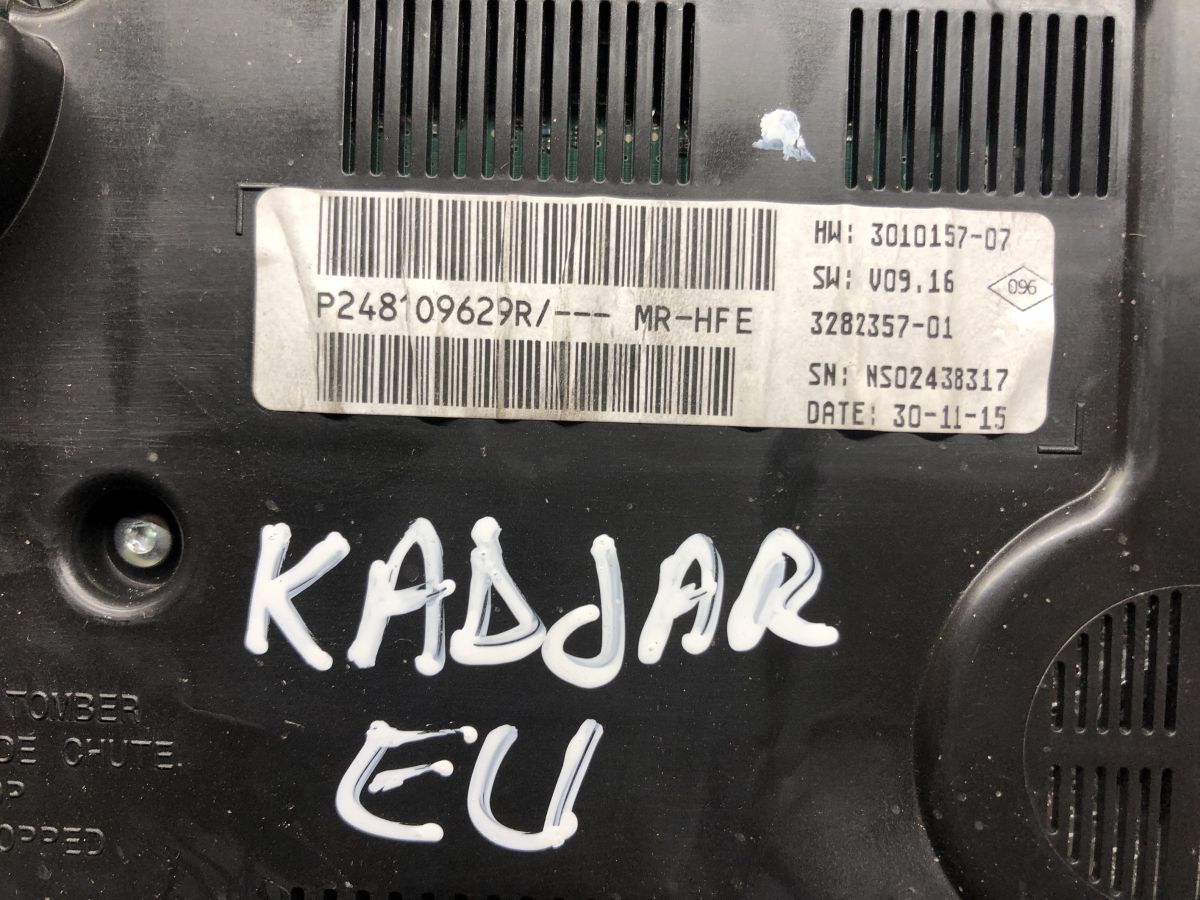 HW: 3010157-07
SW: V09.16
096
P248109629R/--- MR-HFE
3282357-01
SN: NS02438317
DATE: 30-11-15
KADJAR
EU
TOMBER
DE CHUTE.
OPPED